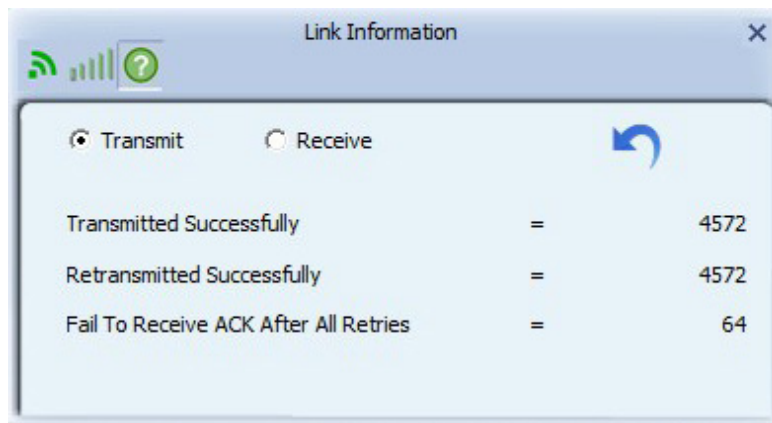 Link Information
Transmit Receive
Transmitted Successfully = 4572
Retransmitted Successfully = 4572
Fail To Receive ACK After All Retries = 64